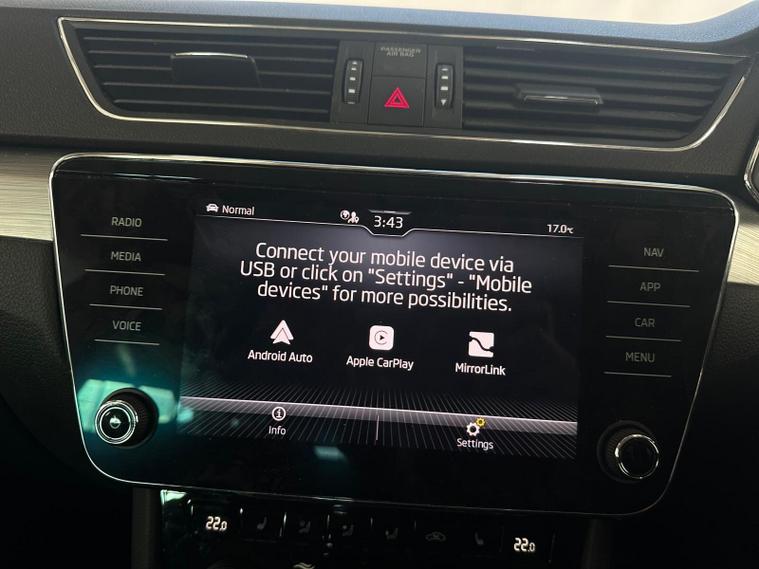 PASSENGER
AIR BAG
RADIO
MEDIA
PHONE
VOICE
Normal
3:43
17.0°C
Connect your mobile device via
USB or click on "Settings" - "Mobile
devices" for more possibilities.
Android Auto
Apple CarPlay
MirrorLink
Info
Settings
NAV
APP
CAR
MENU
22.0
22.0